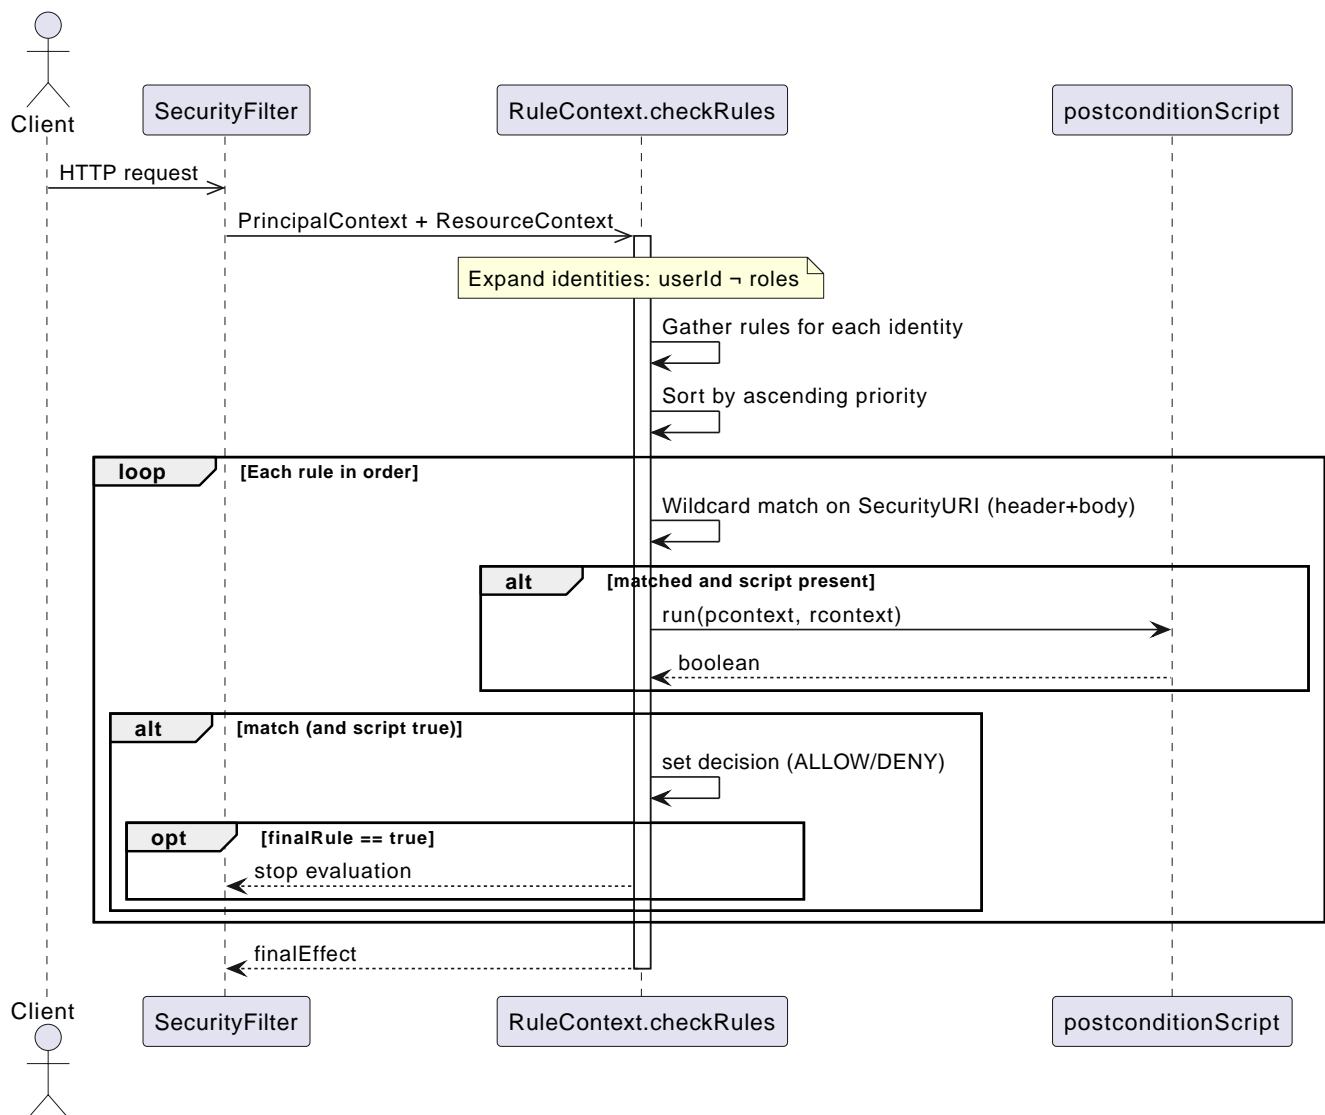 Client
SecurityFilter
RuleContext.checkRules
postconditionScript
HTTP request
PrincipalContext + ResourceContext
Expand identities: userId ¬ roles
Gather rules for each identity
Sort by ascending priority
loop [Each rule in order]
Wildcard match on SecurityURI (header+body)
alt [matched and script present]
run(pcontext, rcontext)
boolean
alt [match (and script true)]
set decision (ALLOW/DENY)
opt [finalRule == true]
stop evaluation
finalEffect
Client
SecurityFilter
RuleContext.checkRules
postconditionScript